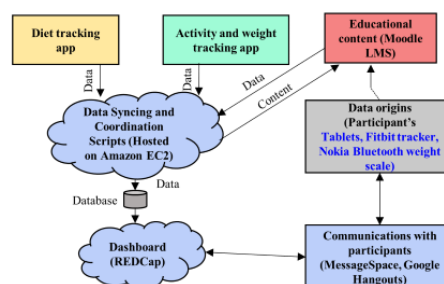 Diet tracking
app
Activity and weight
tracking app
Educational
content (Moodle
LMS)
Data
Data
Data
Content
Data Syncing and
Coordination
Scripts (Hosted
on Amazon EC2)
Data origins
(Participant's
Tablets, Fitbit tracker,
Nokia Bluetooth weight
scale)
Data
Database
Dashboard
(REDCap)
Communications with
participants
(MessageSpace, Google
Hangouts)